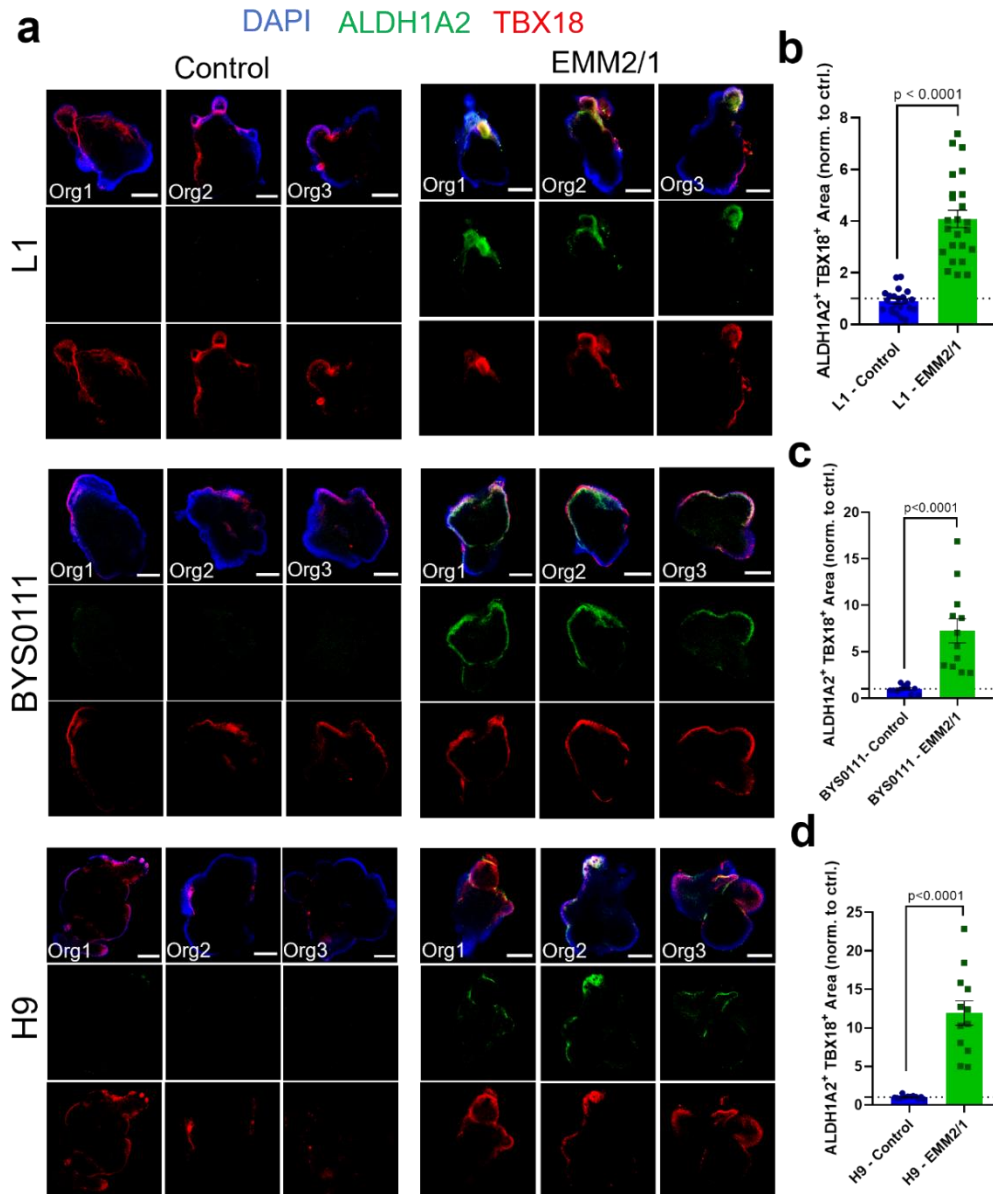 a
DAPI ALDH1A2 TBX18
Control
EMM2/1
L1
Org1
Org2
Org3
Org1
Org2
Org3
BYS0111
Org1
Org2
Org3
Org1
Org2
Org3
H9
Org1
Org2
Org3
Org1
Org2
Org3
b
p < 0.0001
ALDH1A2+ TBX18+ Area (norm. to ctrl.)
8
6
4
2
0
L1 - Control
L1 - EMM2/1
c
p<0.0001
ALDH1A2+ TBX18+ Area (norm. to ctrl.)
20
15
10
5
0
BYS0111- Control
BYS0111 - EMM2/1
d
p<0.0001
ALDH1A2+ TBX18+ Area (norm. to ctrl.)
25
20
15
10
5
0
H9 - Control
H9 - EMM2/1